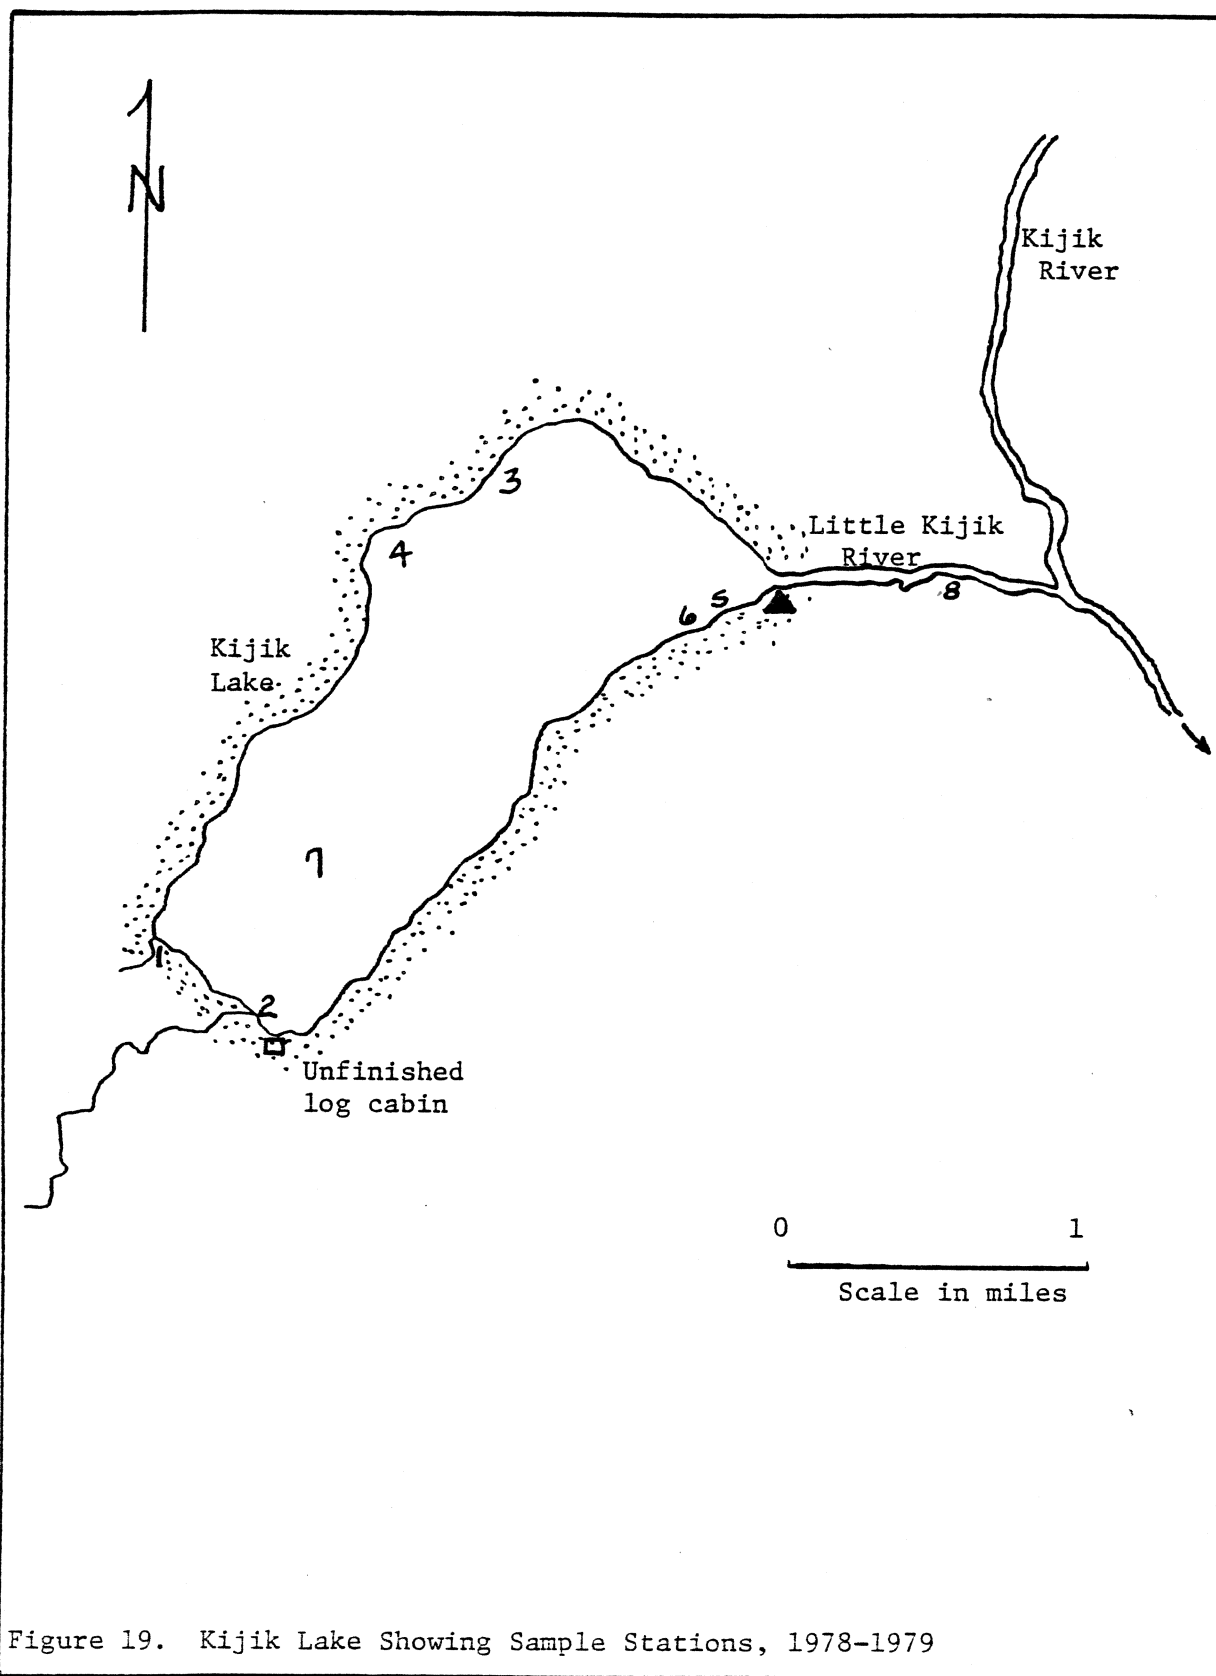 N
Kijik
River
3
Little Kijik
River
4
8
5
6
Kijik
Lake
7
1
2
Unfinished
log cabin
0 1
Scale in miles
Figure 19. Kijik Lake Showing Sample Stations, 1978-1979